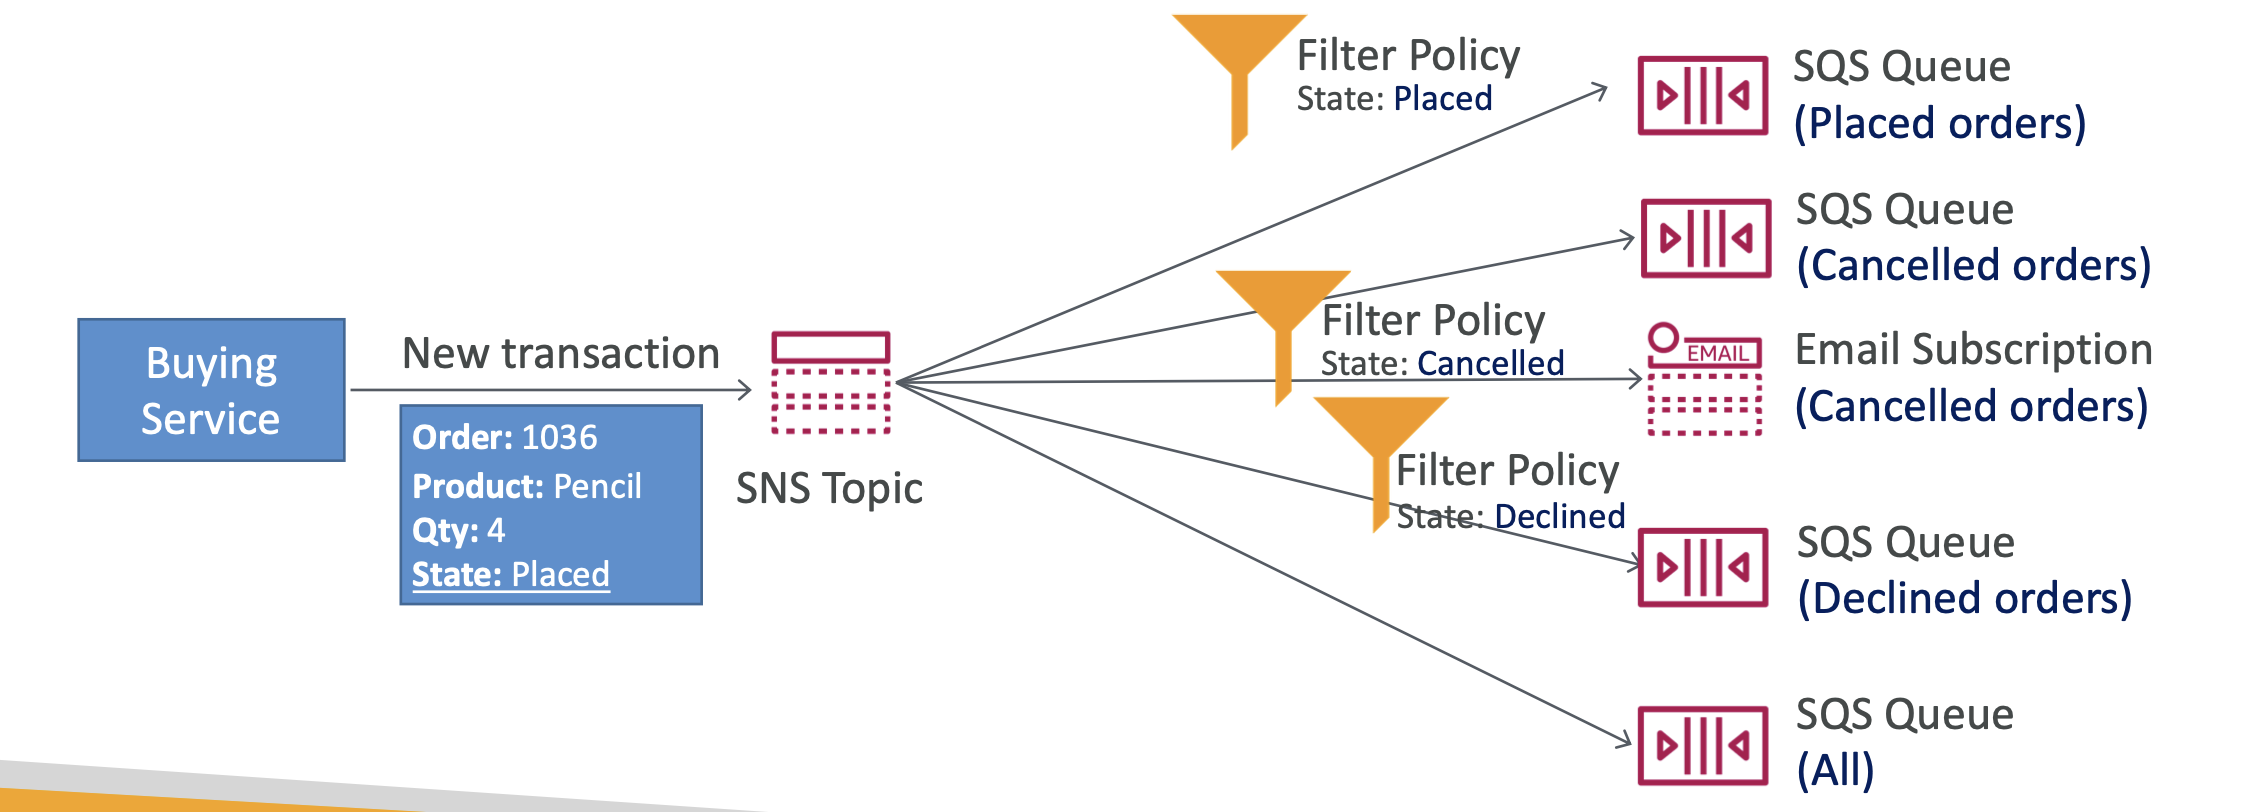 Buying
Service
New transaction
Order: 1036
Product: Pencil
Qty: 4
State: Placed
SNS Topic
Filter Policy
State: Placed
Filter Policy
State: Cancelled
Filter Policy
State: Declined
SQS Queue
(Placed orders)
SQS Queue
(Cancelled orders)
EMAIL
Email Subscription
(Cancelled orders)
SQS Queue
(Declined orders)
SQS Queue
(All)